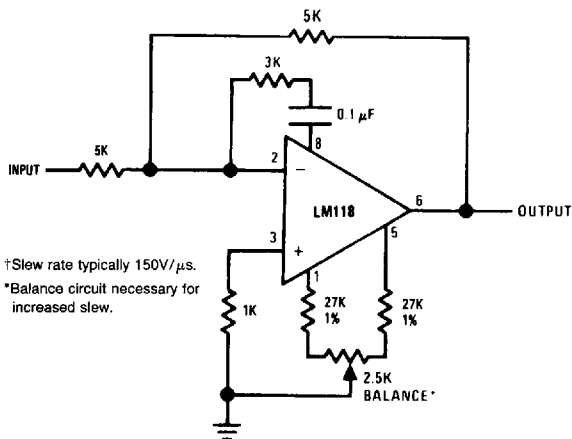 5K
3K
0.1 μF
5K
8
INPUT
2
−
LM118
6
OUTPUT
3
+
5
†Slew rate typically 150V/μs.
1
*Balance circuit necessary for
increased slew.
1K
27K
1%
27K
1%
2.5K
BALANCE*